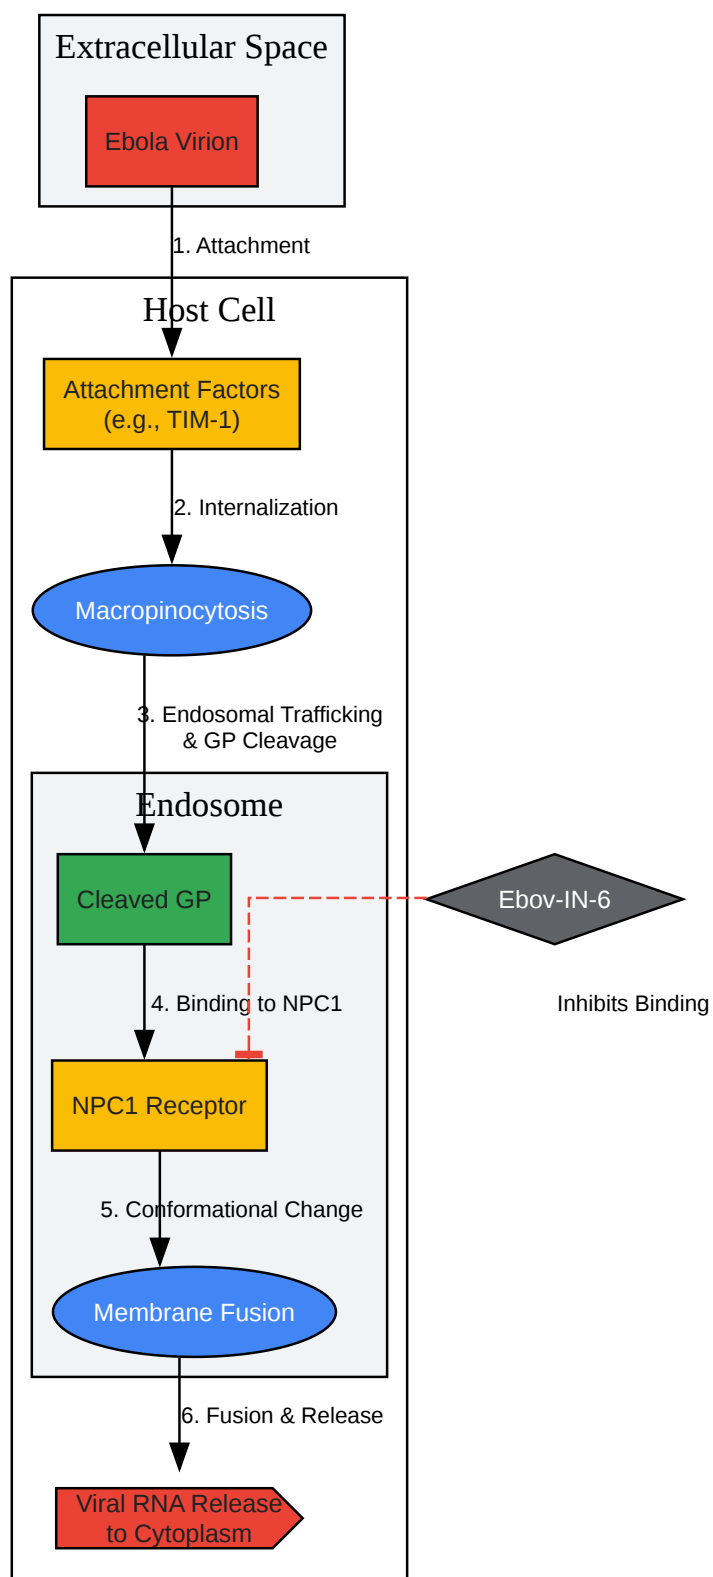 Extracellular Space
Ebola Virion
1. Attachment
Host Cell
Attachment Factors
(e.g., TIM-1)
2. Internalization
Macropinocytosis
3. Endosomal Trafficking
& GP Cleavage
Endosome
Cleaved GP
Ebov-IN-6
4. Binding to NPC1
Inhibits Binding
NPC1 Receptor
5. Conformational Change
Membrane Fusion
6. Fusion & Release
Viral RNA Release
to Cytoplasm